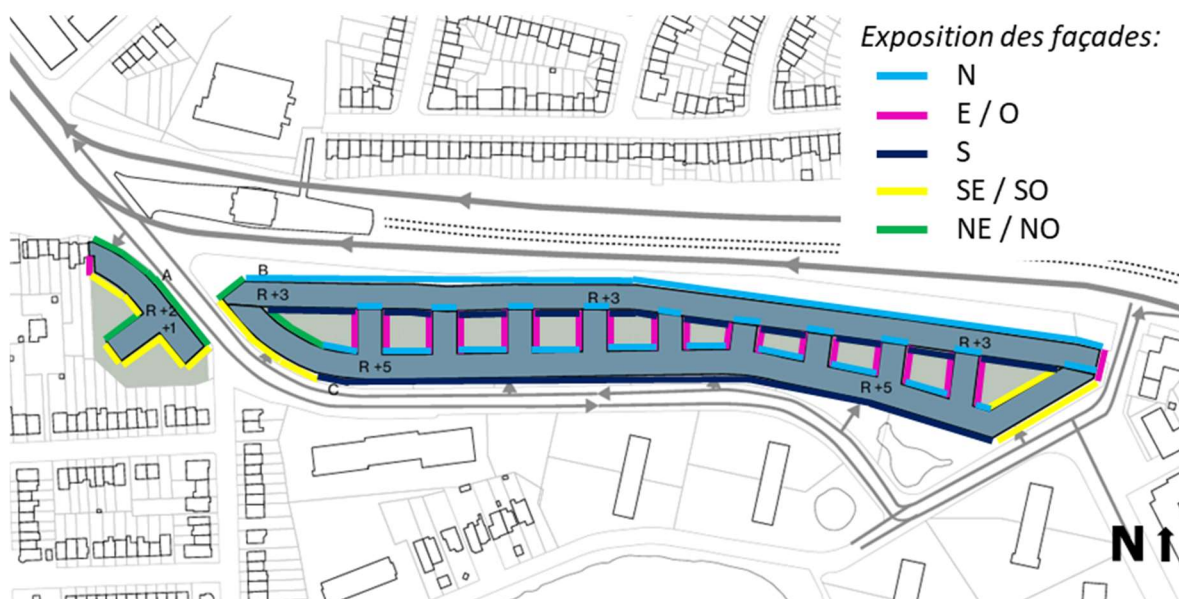 Exposition des façades:
N
E / O
S
SE / SO
NE / NO
A
B
R +3
R +3
R +2
+1
R +3
R +5
R +5
C
N